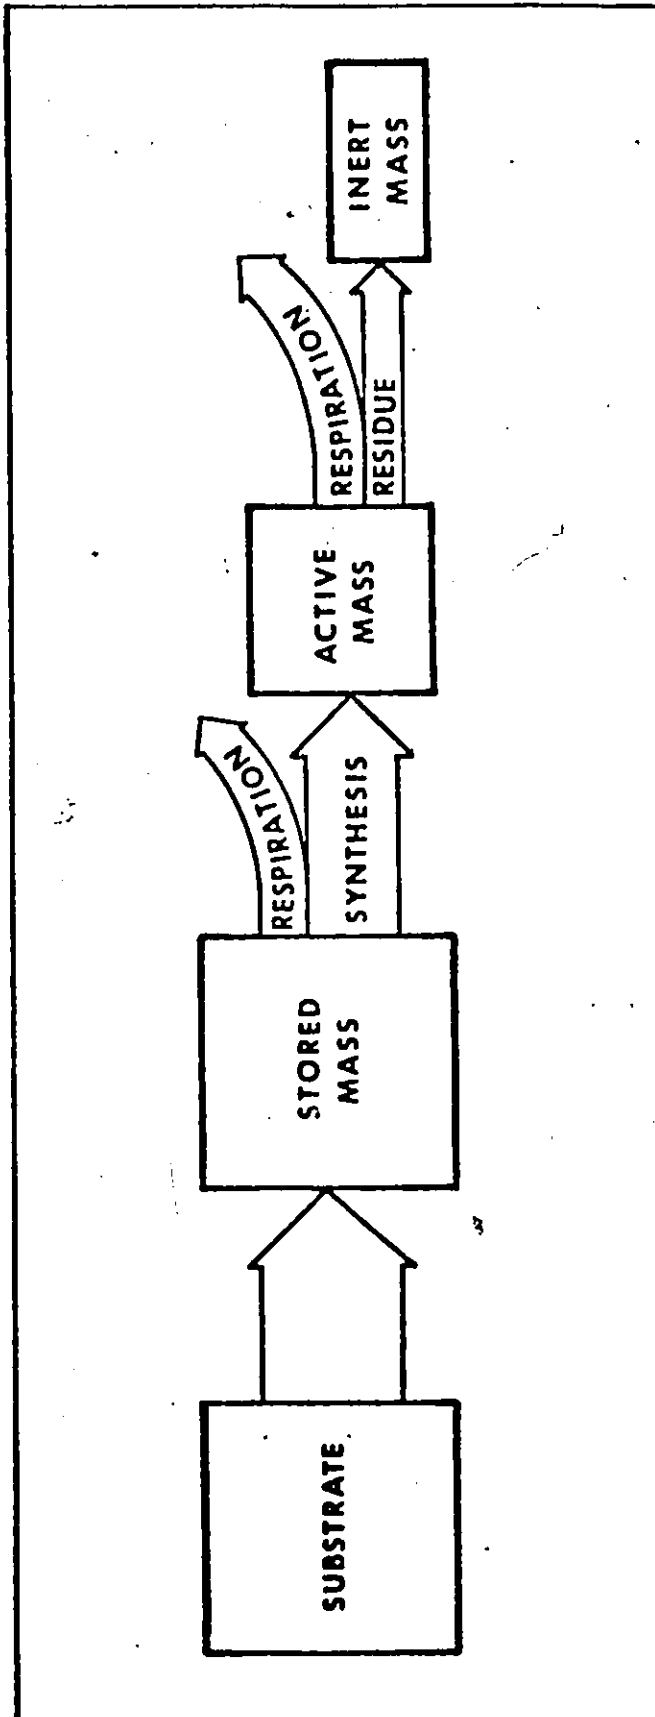 SUBSTRATE
STORED
MASS
RESPIRATION
SYNTHESIS
ACTIVE
MASS
RESPIRATION
RESIDUE
INERT
MASS